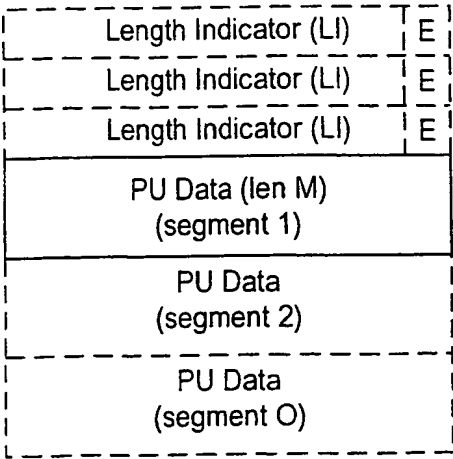 Length Indicator (LI) E
Length Indicator (LI) E
Length Indicator (LI) E
PU Data (len M)
(segment 1)
PU Data
(segment 2)
PU Data
(segment O)